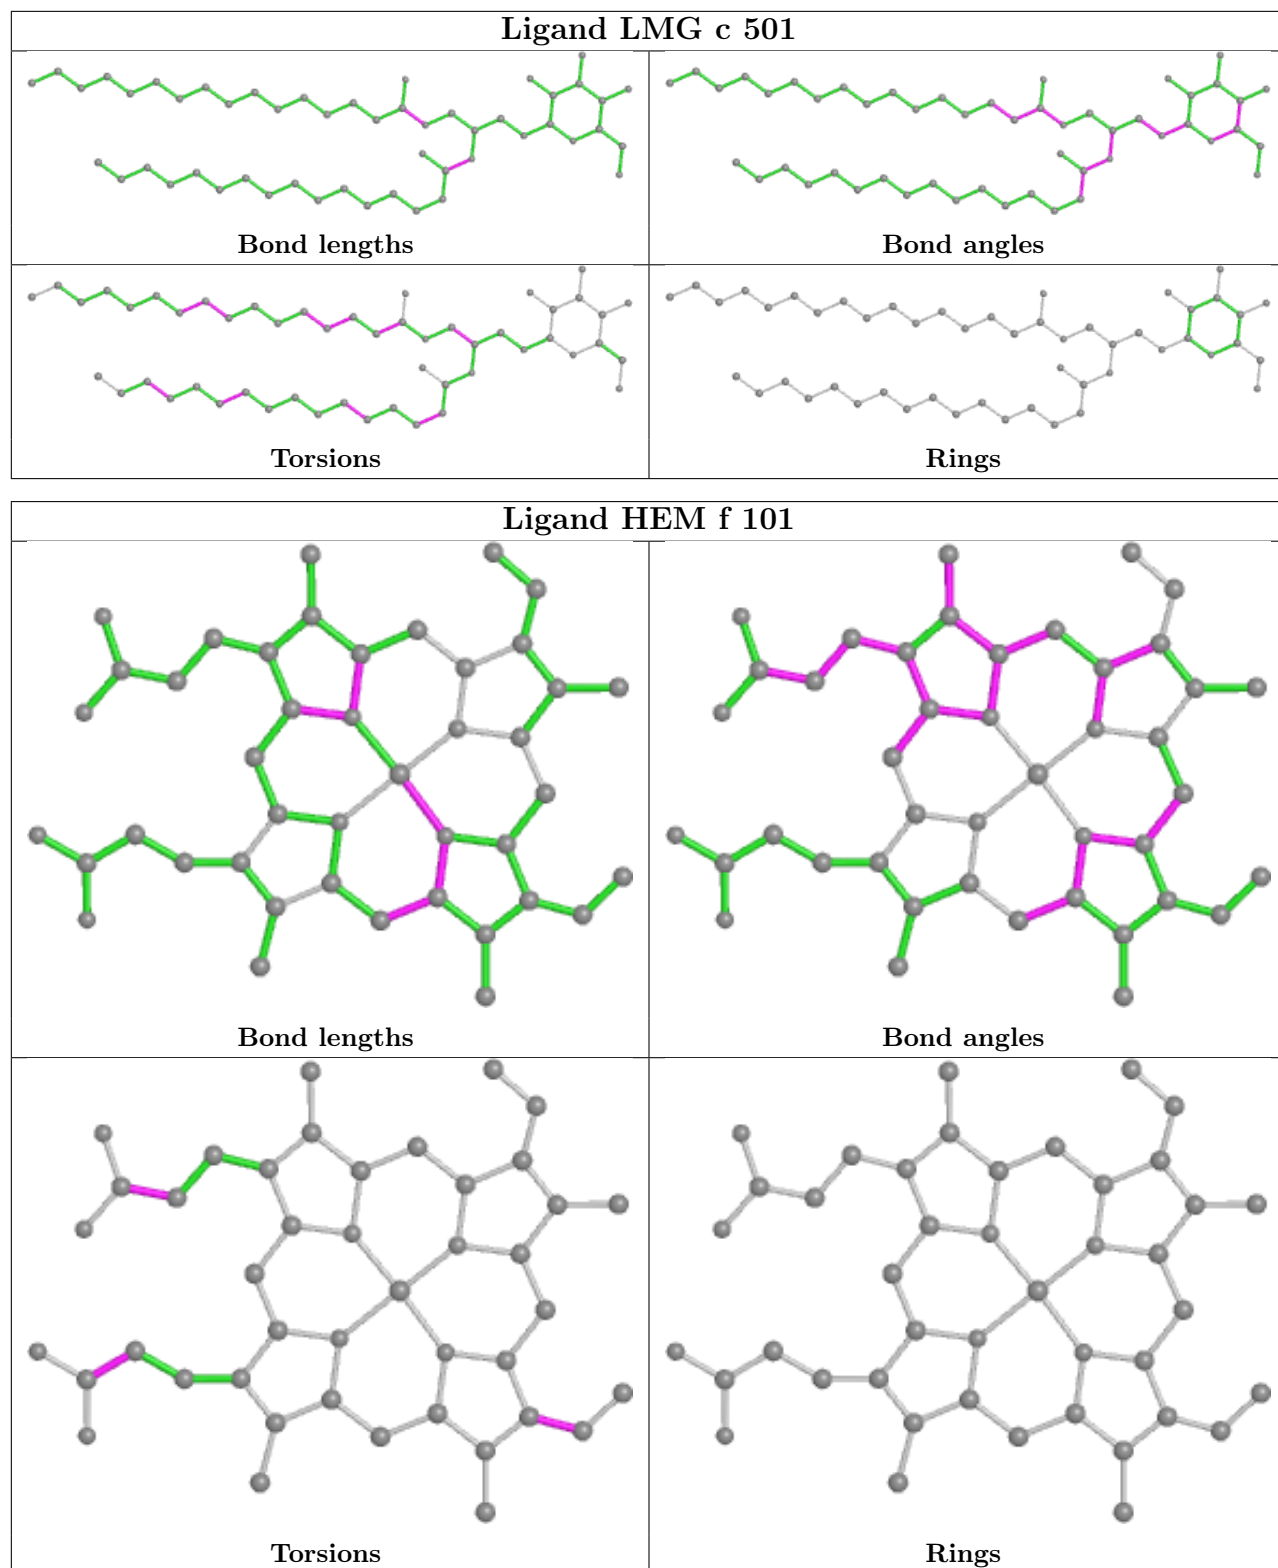 Ligand LMG c 501
Bond lengths
Bond angles
Torsions
Rings
Ligand HEM f 101
Bond lengths
Bond angles
Torsions
Rings